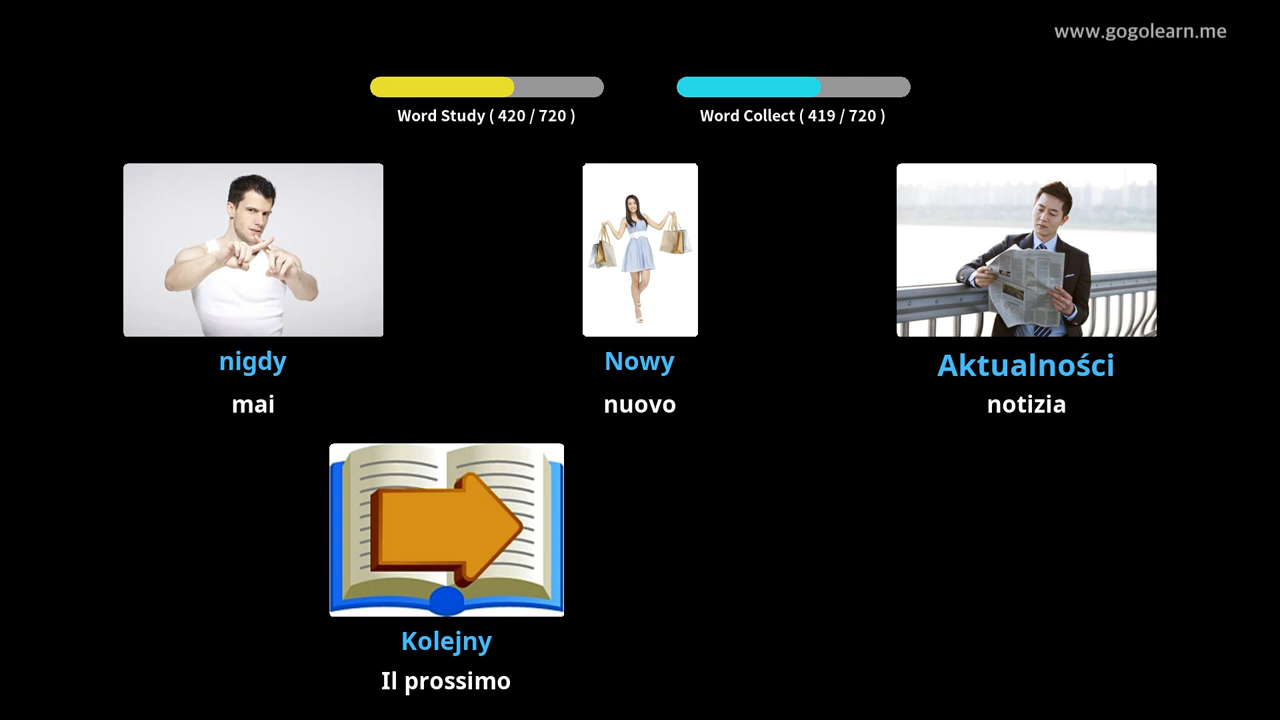 www.gogolearn.me
Word Study ( 420 / 720 )
Word Collect ( 419 / 720 )
nigdy
Nowy
Aktualności
mai
nuovo
notizia
Kolejny
Il prossimo